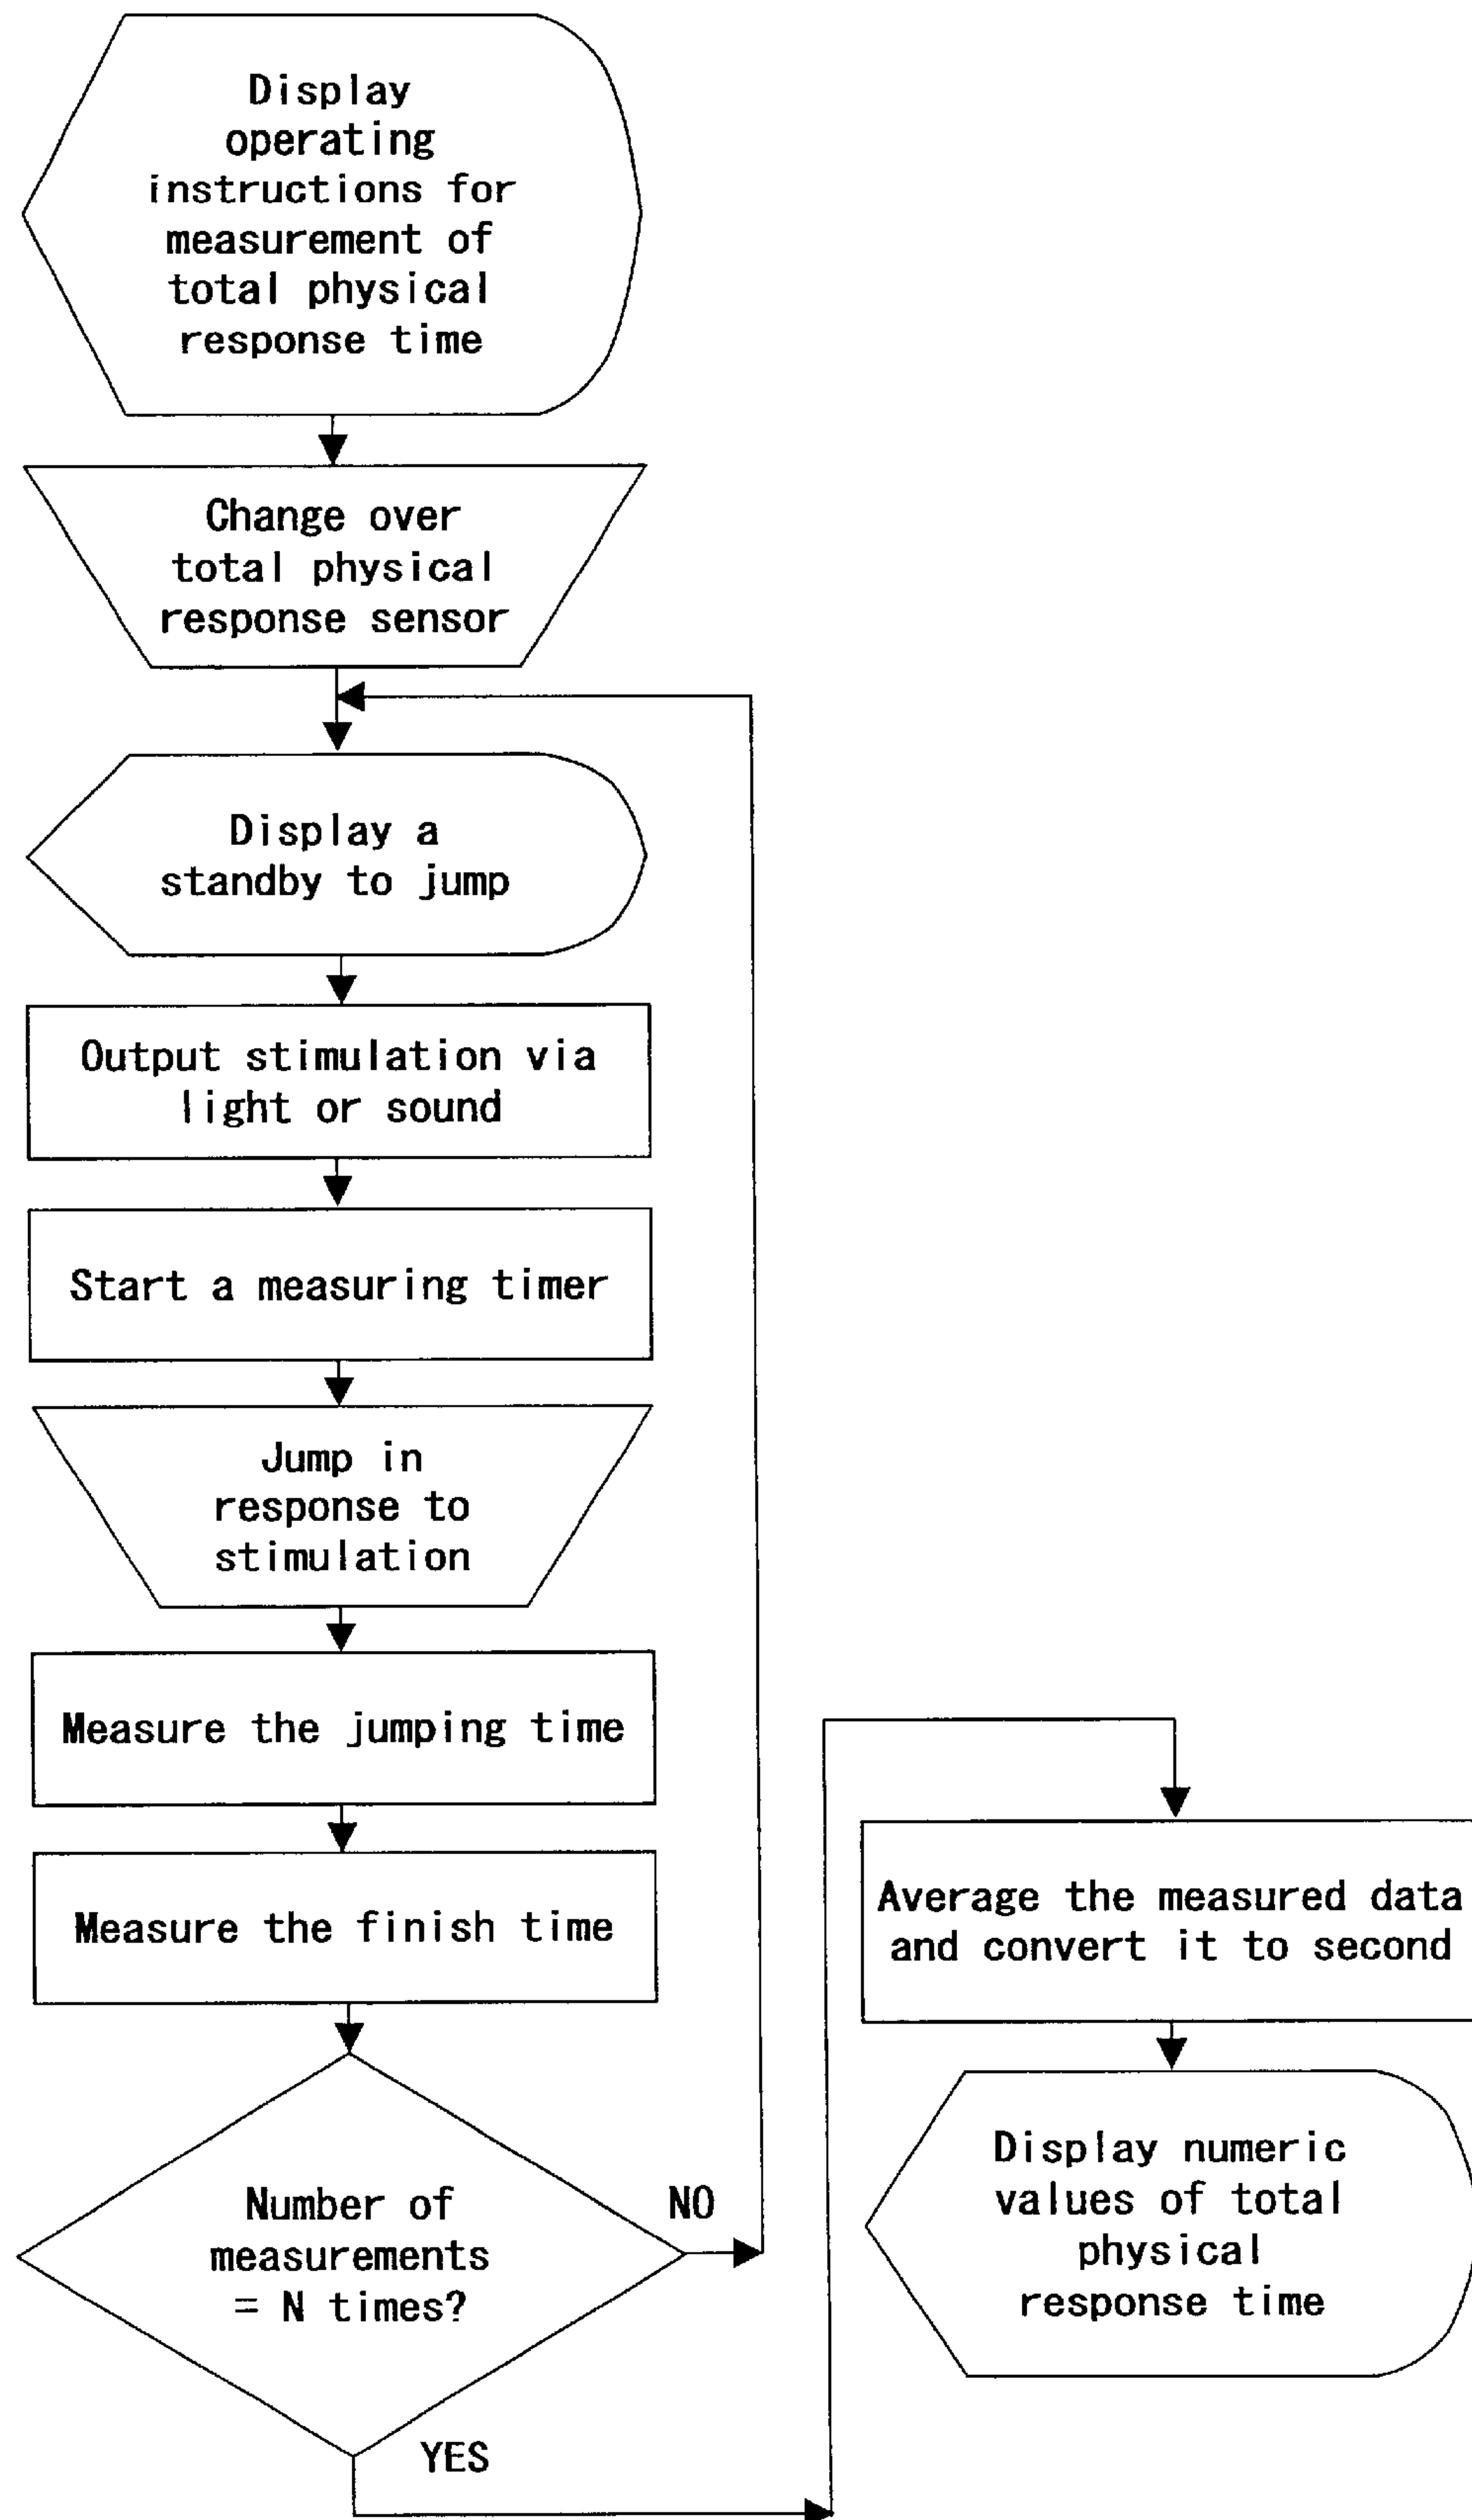 Display
operating
instructions for
measurement of
total physical
response time
Change over
total physical
response sensor
Display a
standby to jump
Output stimulation via
light or sound
Start a measuring timer
Jump in
response to
stimulation
Measure the jumping time
Measure the finish time
Number of
measurements
= N times?
NO
YES
Average the measured data
and convert it to second
Display numeric
values of total
physical
response time